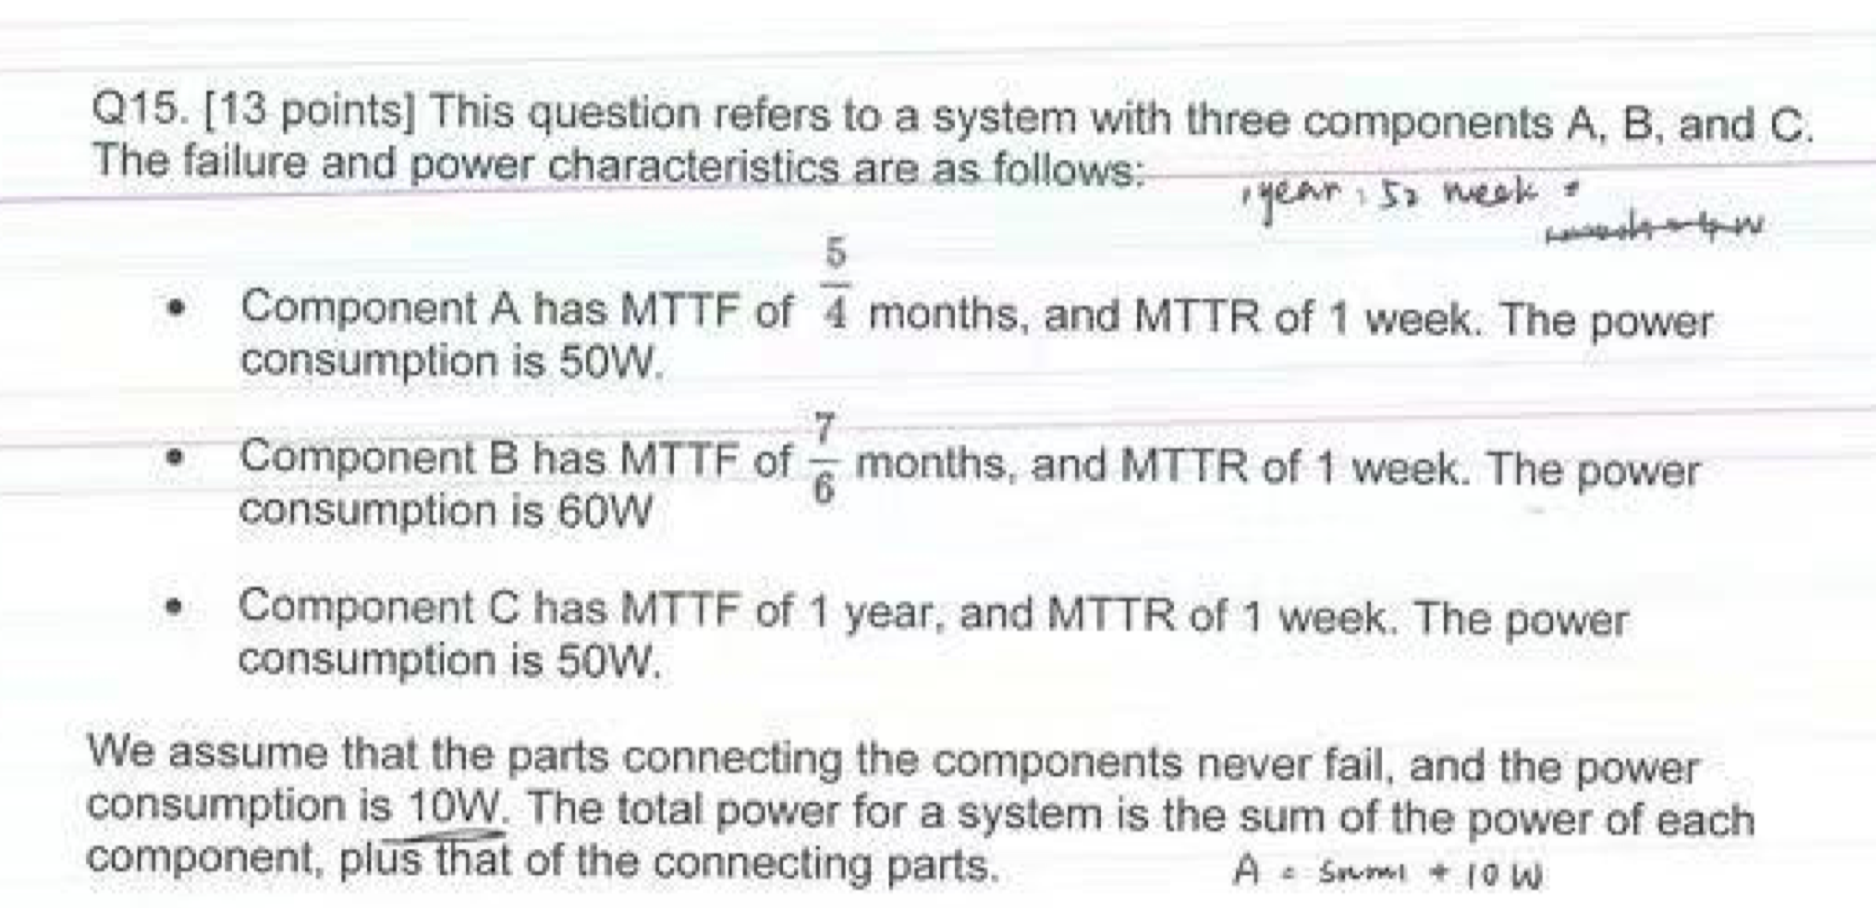 Q15. [13 points] This question refers to a system with three components A, B, and C.
The failure and power characteristics are as follows:
1 year : 52 week =
• Component A has MTTF of 5/4 months, and MTTR of 1 week. The power
consumption is 50W.
• Component B has MTTF of 7/6 months, and MTTR of 1 week. The power
consumption is 60W
• Component C has MTTF of 1 year, and MTTR of 1 week. The power
consumption is 50W.
We assume that the parts connecting the components never fail, and the power
consumption is 10W. The total power for a system is the sum of the power of each
component, plus that of the connecting parts.
A = + 10 W